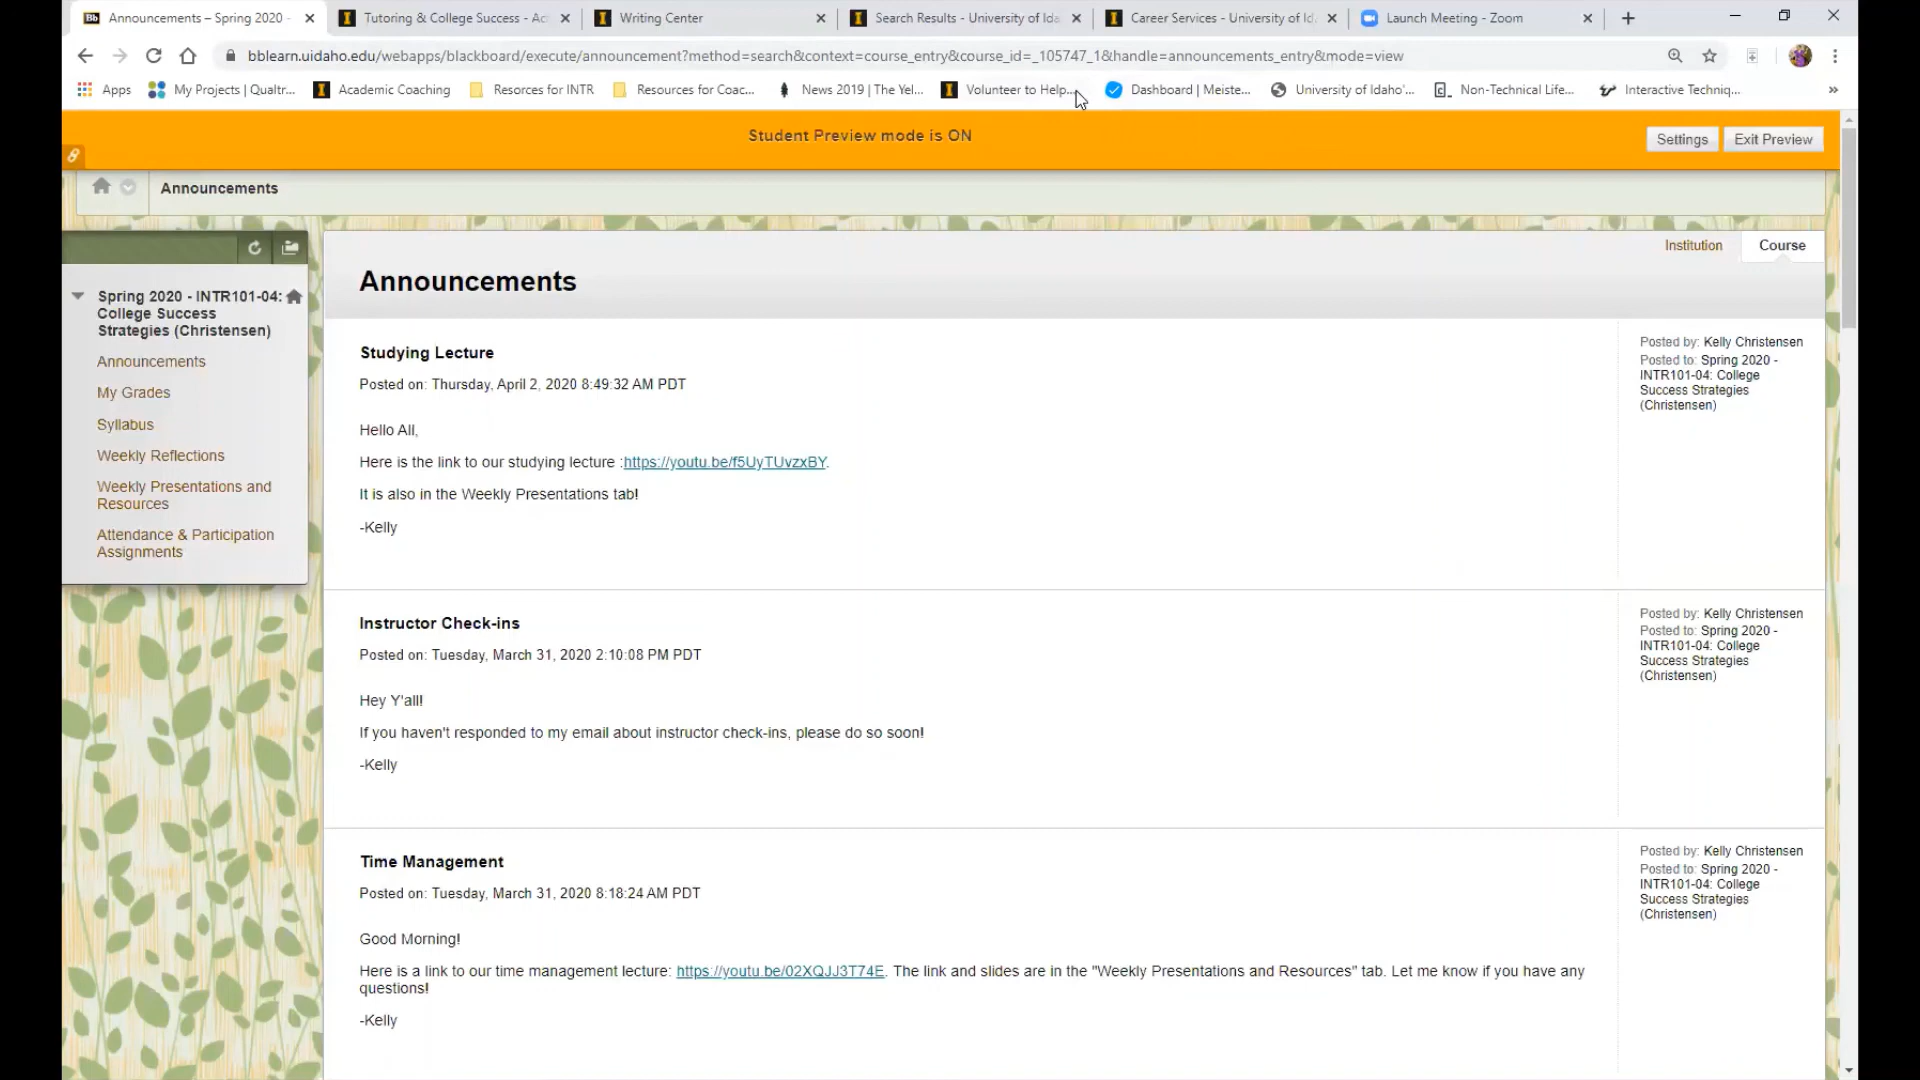 Announcements – Spring 2020 -
Tutoring & College Success - Ac
Writing Center
Search Results - University of Ida
Career Services - University of Id
Launch Meeting - Zoom
bblearn.uidaho.edu/webapps/blackboard/execute/announcement?method=search&context=course_entry&course_id=_105747_1&handle=announcements_entry&mode=view
Apps
My Projects | Qualtr...
Academic Coaching
Resorces for INTR
Resources for Coac...
News 2019 | The Yel...
Volunteer to Help...
Dashboard | Meiste...
University of Idaho'...
Non-Technical Life...
Interactive Techniq...
Student Preview mode is ON
Settings
Exit Preview
Announcements
Spring 2020 - INTR101-04:
College Success
Strategies (Christensen)
Announcements
My Grades
Syllabus
Weekly Reflections
Weekly Presentations and
Resources
Attendance & Participation
Assignments
Institution
Course
Announcements
Studying Lecture
Posted on: Thursday, April 2, 2020 8:49:32 AM PDT
Hello All,
Here is the link to our studying lecture :https://youtu.be/f5UyTUvzxBY.
It is also in the Weekly Presentations tab!
-Kelly
Posted by: Kelly Christensen
Posted to: Spring 2020 -
INTR101-04: College
Success Strategies
(Christensen)
Instructor Check-ins
Posted on: Tuesday, March 31, 2020 2:10:08 PM PDT
Hey Y'all!
If you haven't responded to my email about instructor check-ins, please do so soon!
-Kelly
Posted by: Kelly Christensen
Posted to: Spring 2020 -
INTR101-04: College
Success Strategies
(Christensen)
Time Management
Posted on: Tuesday, March 31, 2020 8:18:24 AM PDT
Good Morning!
Here is a link to our time management lecture: https://youtu.be/02XQJJ3T74E. The link and slides are in the "Weekly Presentations and Resources" tab. Let me know if you have any
questions!
-Kelly
Posted by: Kelly Christensen
Posted to: Spring 2020 -
INTR101-04: College
Success Strategies
(Christensen)